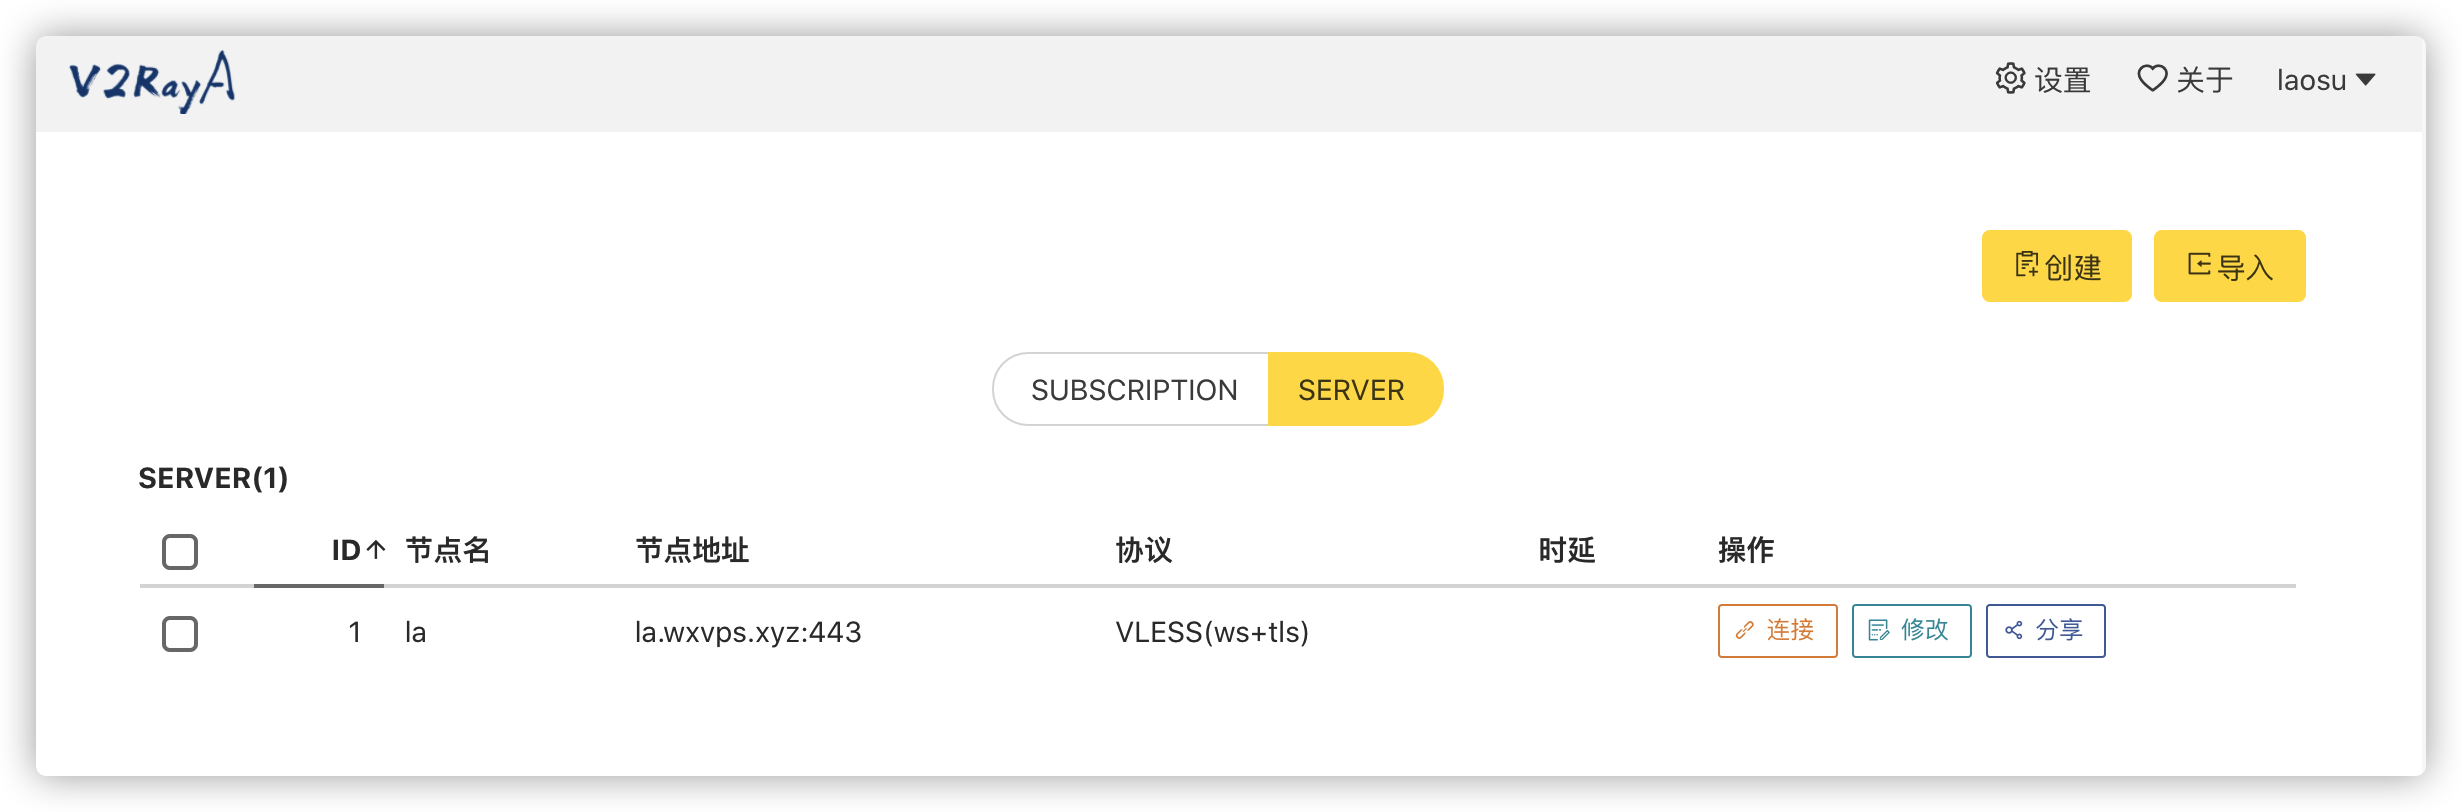 V2RayA 设置 关于 laosu
创建 导入
SUBSCRIPTION SERVER
SERVER(1)
ID 节点名 节点地址 协议 时延 操作
1 la la.wxvps.xyz:443 VLESS(ws+tls) 连接 修改 分享